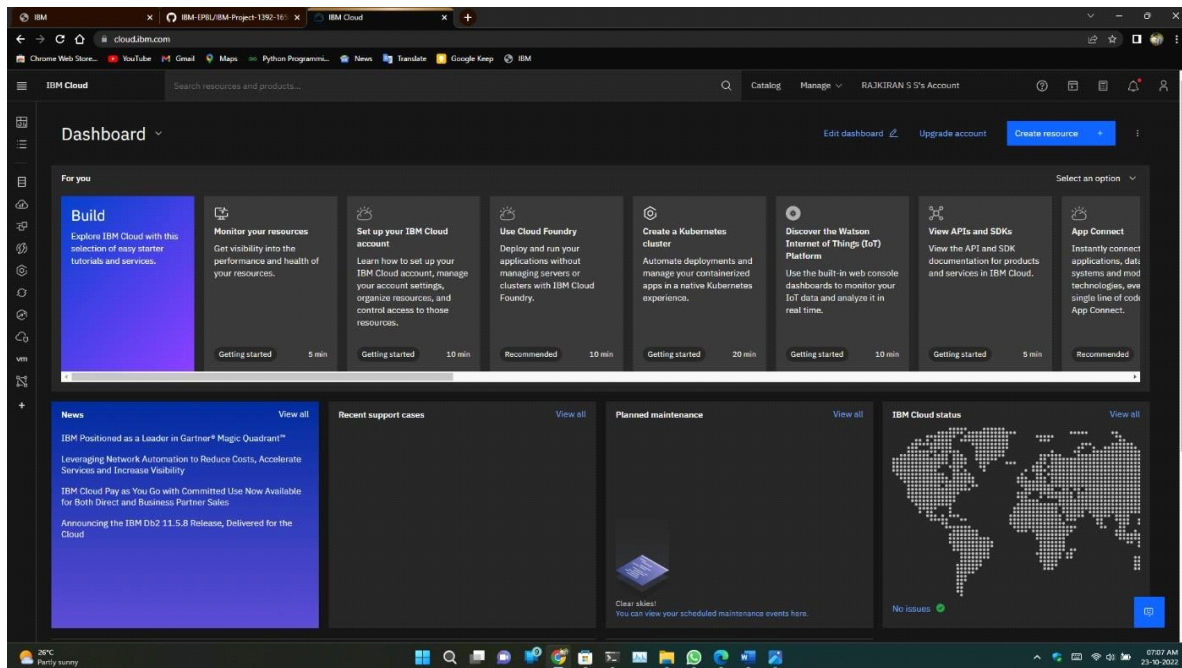 IBM
IBM-EPBL/IBM-Project-1392-165
IBM Cloud
cloud.ibm.com
Chrome Web Store...
YouTube
Gmail
Maps
Python Programmi...
News
Translate
Google Keep
IBM
IBM Cloud
Search resources and products...
Catalog
Manage
RAJKIRAN S S's Account
Dashboard
Edit dashboard
Upgrade account
Create resource +
For you
Select an option
Build
Explore IBM Cloud with this
selection of easy starter
tutorials and services.
Monitor your resources
Get visibility into the
performance and health of
your resources.
Getting started 5 min
Set up your IBM Cloud
account
Learn how to set up your
IBM Cloud account, manage
your account settings,
organize resources, and
control access to those
resources.
Getting started 10 min
Use Cloud Foundry
Deploy and run your
applications without
managing servers or
clusters with IBM Cloud
Foundry.
Recommended 10 min
Create a Kubernetes
cluster
Automate deployments and
manage your containerized
apps in a native Kubernetes
experience.
Getting started 20 min
Discover the Watson
Internet of Things (IoT)
Platform
Use the built-in web console
dashboards to monitor your
IoT data and analyze it in
real time.
Getting started 10 min
View APIs and SDKs
View the API and SDK
documentation for products
and services in IBM Cloud.
Getting started 5 min
App Connect
Instantly connect
applications, data
systems and mod
technologies, eve
single line of code
App Connect.
Recommended
vm
News View all
IBM Positioned as a Leader in Gartner® Magic Quadrant™
Leveraging Network Automation to Reduce Costs, Accelerate
Services and Increase Visibility
IBM Cloud Pay as You Go with Committed Use Now Available
for Both Direct and Business Partner Sales
Announcing the IBM Db2 11.5.8 Release, Delivered for the
Cloud
Recent support cases View all
Planned maintenance View all
Clear skies!
You can view your scheduled maintenance events here.
IBM Cloud status View all
No issues
26°C
Partly sunny
07:07 AM
23-10-2022